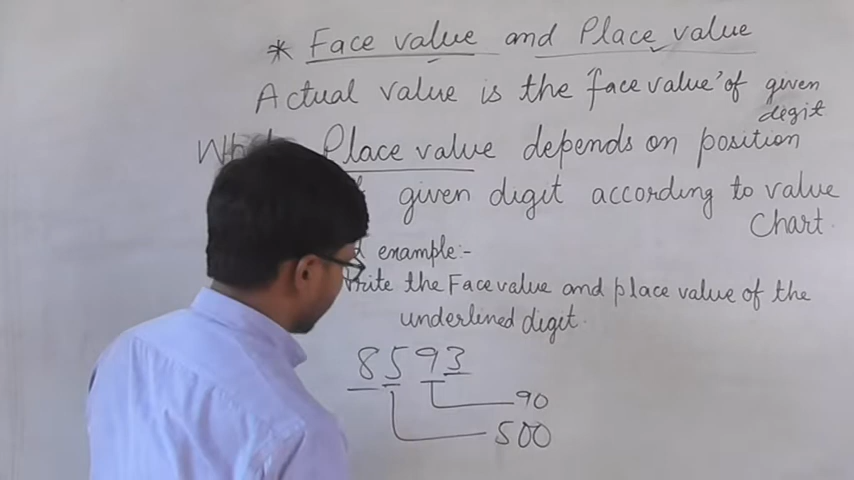 * Face value and Place value
Actual value is the "face value" of given
degit
Place value depends on position
given digit according to value
Chart.
example:-
the Face value and place value of the
underlined digit.
8593
90
500